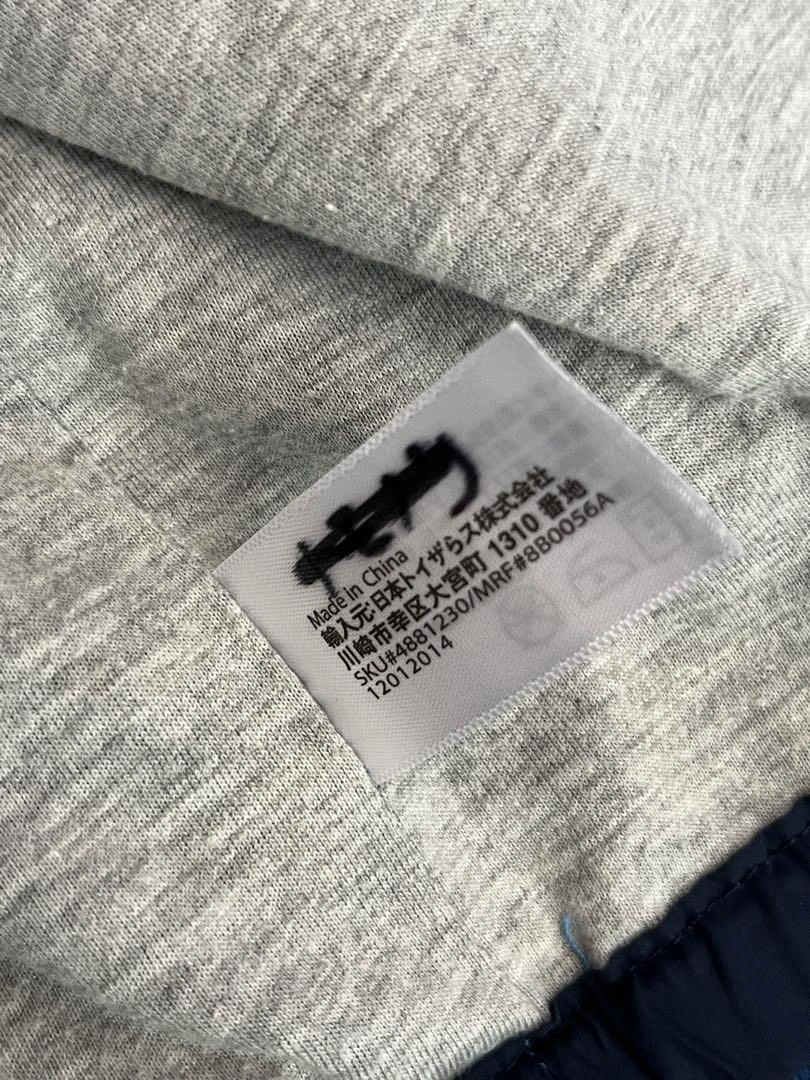 Made in China
輸入元:日本トイザらス株式会社
川崎市幸区大宮町 1310 番地
SKU#4881230/MRF#8B0056A
12012014